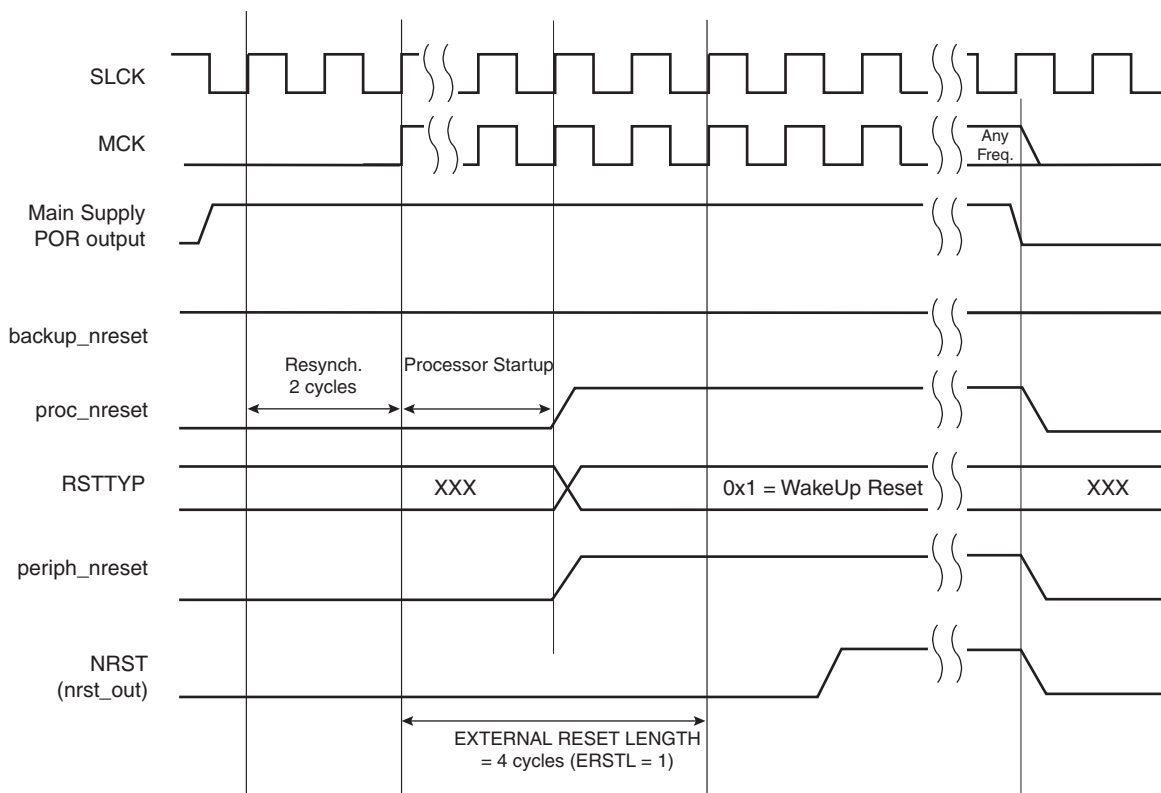 SLCK
MCK
Any
Freq.
Main Supply
POR output
backup_nreset
Resynch.
2 cycles
Processor Startup
proc_nreset
RSTTYP
XXX
0x1 = WakeUp Reset
XXX
periph_nreset
NRST
(nrst_out)
EXTERNAL RESET LENGTH
= 4 cycles (ERSTL = 1)